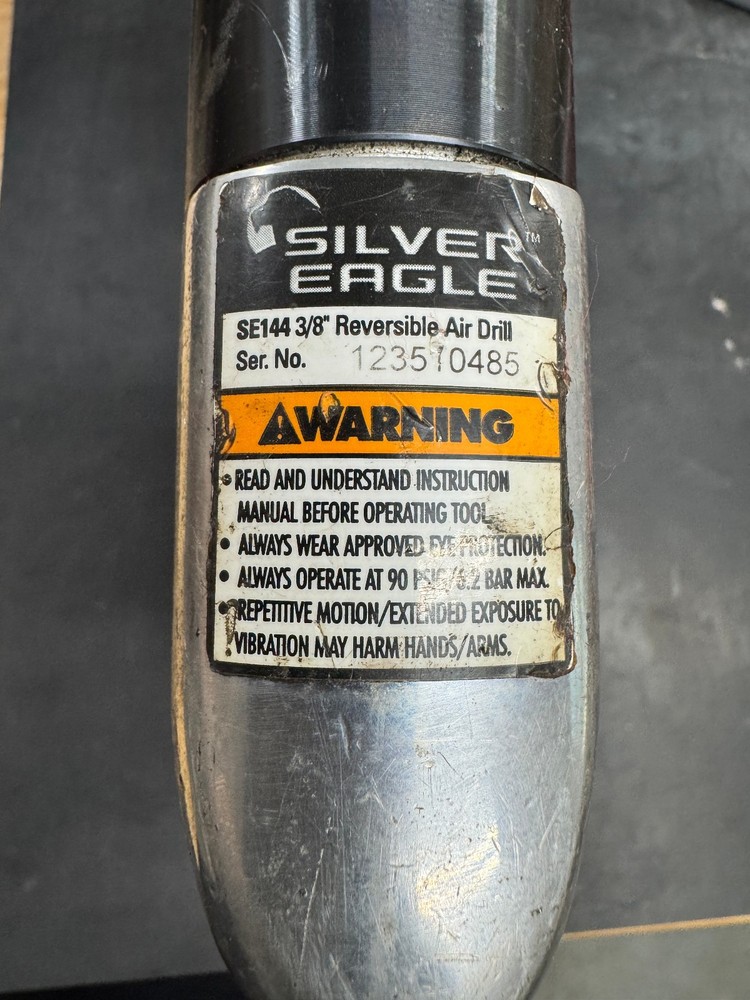 SILVER™
EAGLE
SE144 3/8" Reversible Air Drill
Ser. No. 123510485
⚠WARNING
• READ AND UNDERSTAND INSTRUCTION
MANUAL BEFORE OPERATING TOOL
• ALWAYS WEAR APPROVED EYE PROTECTION.
• ALWAYS OPERATE AT 90 PSIG/6.2 BAR MAX.
• REPETITIVE MOTION/EXTENDED EXPOSURE TO
VIBRATION MAY HARM HANDS/ARMS.